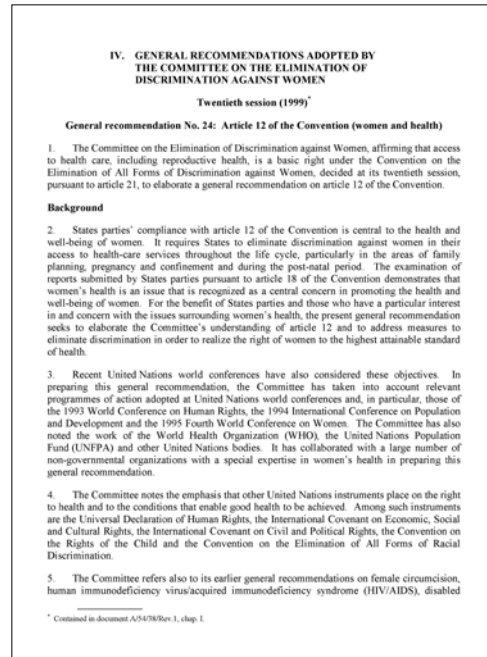 IV. GENERAL RECOMMENDATIONS ADOPTED BY
THE COMMITTEE ON THE ELIMINATION OF
DISCRIMINATION AGAINST WOMEN
Twentieth session (1999)*
General recommendation No. 24: Article 12 of the Convention (women and health)
1. The Committee on the Elimination of Discrimination against Women, affirming that access
to health care, including reproductive health, is a basic right under the Convention on the
Elimination of All Forms of Discrimination against Women, decided at its twentieth session,
pursuant to article 21, to elaborate a general recommendation on article 12 of the Convention.
Background
2. States parties' compliance with article 12 of the Convention is central to the health and
well-being of women. It requires States to eliminate discrimination against women in their
access to health-care services throughout the life cycle, particularly in the areas of family
planning, pregnancy and confinement and during the post-natal period. The examination of
reports submitted by States parties pursuant to article 18 of the Convention demonstrates that
women's health is an issue that is recognized as a central concern in promoting the health and
well-being of women. For the benefit of States parties and those who have a particular interest
in and concern with the issues surrounding women's health, the present general recommendation
seeks to elaborate the Committee's understanding of article 12 and to address measures to
eliminate discrimination in order to realize the right of women to the highest attainable standard
of health.
3. Recent United Nations world conferences have also considered these objectives. In
preparing this general recommendation, the Committee has taken into account relevant
programmes of action adopted at United Nations world conferences and, in particular, those of
the 1993 World Conference on Human Rights, the 1994 International Conference on Population
and Development and the 1995 Fourth World Conference on Women. The Committee has also
noted the work of the World Health Organization (WHO), the United Nations Population
Fund (UNFPA) and other United Nations bodies. It has collaborated with a large number of
non-governmental organizations with a special expertise in women's health in preparing this
general recommendation.
4. The Committee notes the emphasis that other United Nations instruments place on the right
to health and to the conditions that enable good health to be achieved. Among such instruments
are the Universal Declaration of Human Rights, the International Covenant on Economic, Social
and Cultural Rights, the International Covenant on Civil and Political Rights, the Convention on
the Rights of the Child and the Convention on the Elimination of All Forms of Racial
Discrimination.
5. The Committee refers also to its earlier general recommendations on female circumcision,
human immunodeficiency virus/acquired immunodeficiency syndrome (HIV/AIDS), disabled
* Contained in document A/54/38/Rev.1, chap. I.